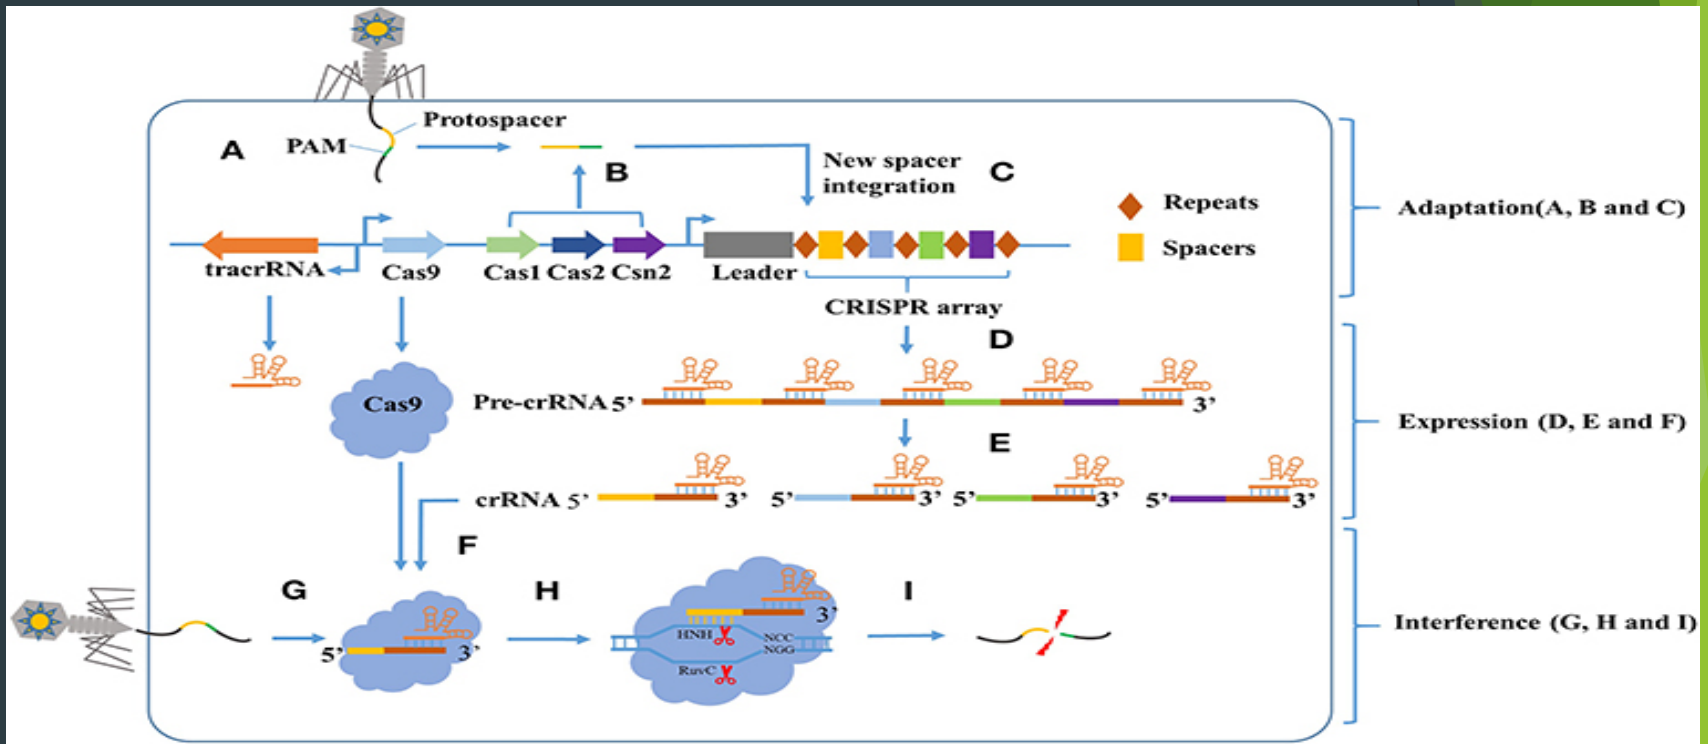 Protospacer
A
PAM
B
New spacer
integration
C
Repeats
Spacers
Adaptation(A, B and C)
tracrRNA
Cas9
Cas1
Cas2
Csn2
Leader
CRISPR array
D
Cas9
Pre-crRNA 5’
3’
Expression (D, E and F)
E
crRNA 5’
3’
5’
3’
5’
3’
5’
3’
F
G
H
I
5’
3’
3’
HNH
NCC
NGG
RuvC
Interference (G, H and I)